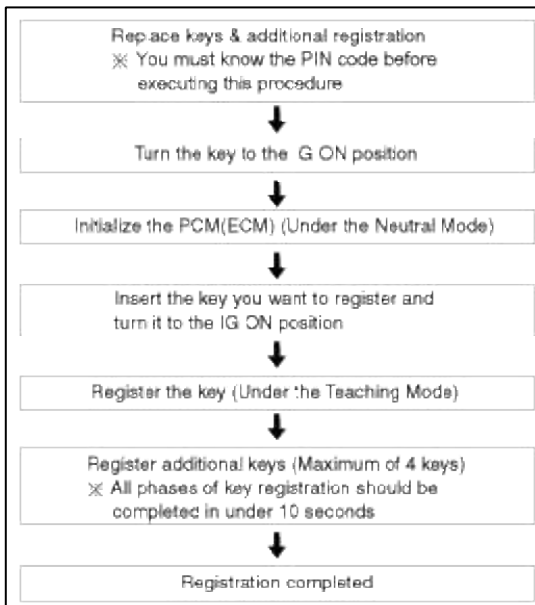 Replace keys & additional registration
※ You must know the PIN code before
executing this procedure
Turn the key to the IG ON position
Initialize the PCM(ECM) (Under the Neutral Mode)
Insert the key you want to register and
turn it to the IG ON position
Register the key (Under the Teaching Mode)
Register additional keys (Maximum of 4 keys)
※ All phases of key registration should be
completed in under 10 seconds
Registration completed